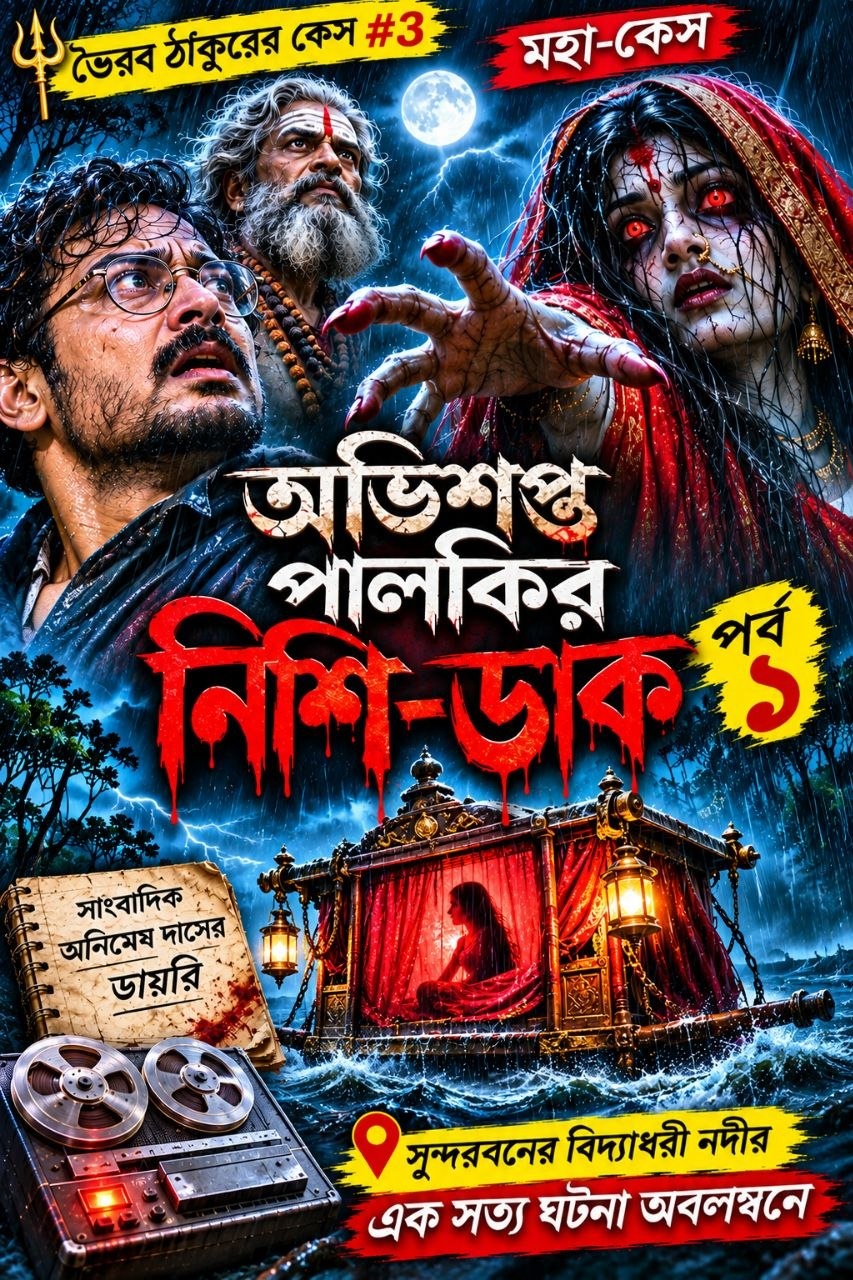 ভৈরব ঠাকুরের কেস #3
মহা-কেস
অভিশপ্ত
পালকির
নিশি-ডাক
পর্ব
১
সাংবাদিক
অনিমেষ দাসের
ডায়রি
সুন্দরবনের বিদ্যাধরী নদীর
এক সত্য ঘটনা অবলম্বনে